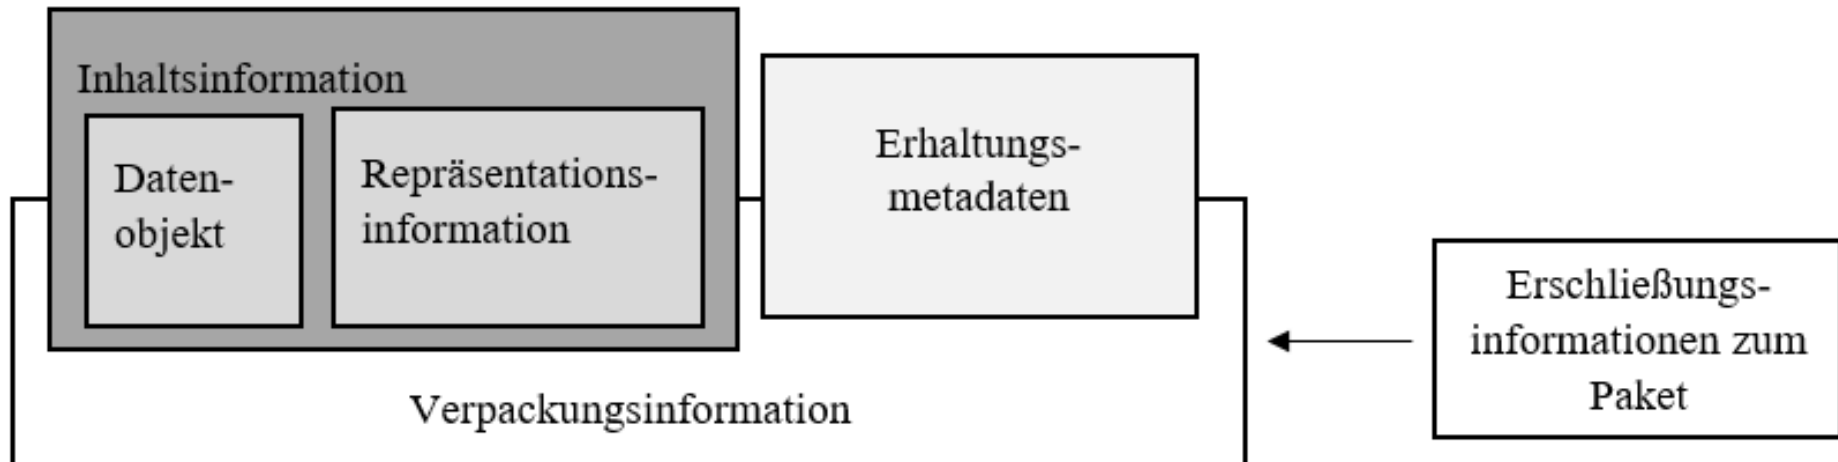 Inhaltsinformation
Daten-
objekt
Repräsentations-
information
Erhaltungs-
metadaten
Verpackungsinformation
Erschließungs-
informationen zum
Paket